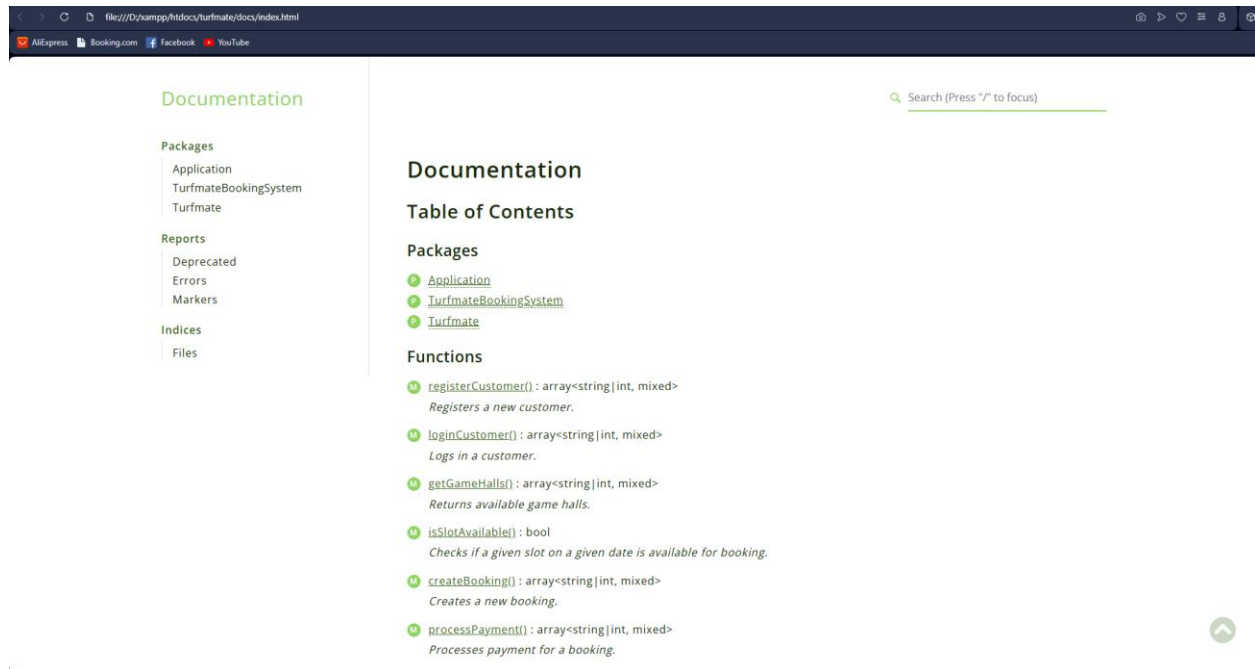 file:///D:/xampp/htdocs/turfmate/docs/index.html
AliExpress Booking.com Facebook YouTube
Documentation
Search (Press "/" to focus)
Packages
Application
TurfmateBookingSystem
Turfmate
Reports
Deprecated
Errors
Markers
Indices
Files
Documentation
Table of Contents
Packages
P Application
P TurfmateBookingSystem
P Turfmate
Functions
M registerCustomer() : array<string|int, mixed>
Registers a new customer.
M loginCustomer() : array<string|int, mixed>
Logs in a customer.
M getGameHalls() : array<string|int, mixed>
Returns available game halls.
M isSlotAvailable() : bool
Checks if a given slot on a given date is available for booking.
M createBooking() : array<string|int, mixed>
Creates a new booking.
M processPayment() : array<string|int, mixed>
Processes payment for a booking.